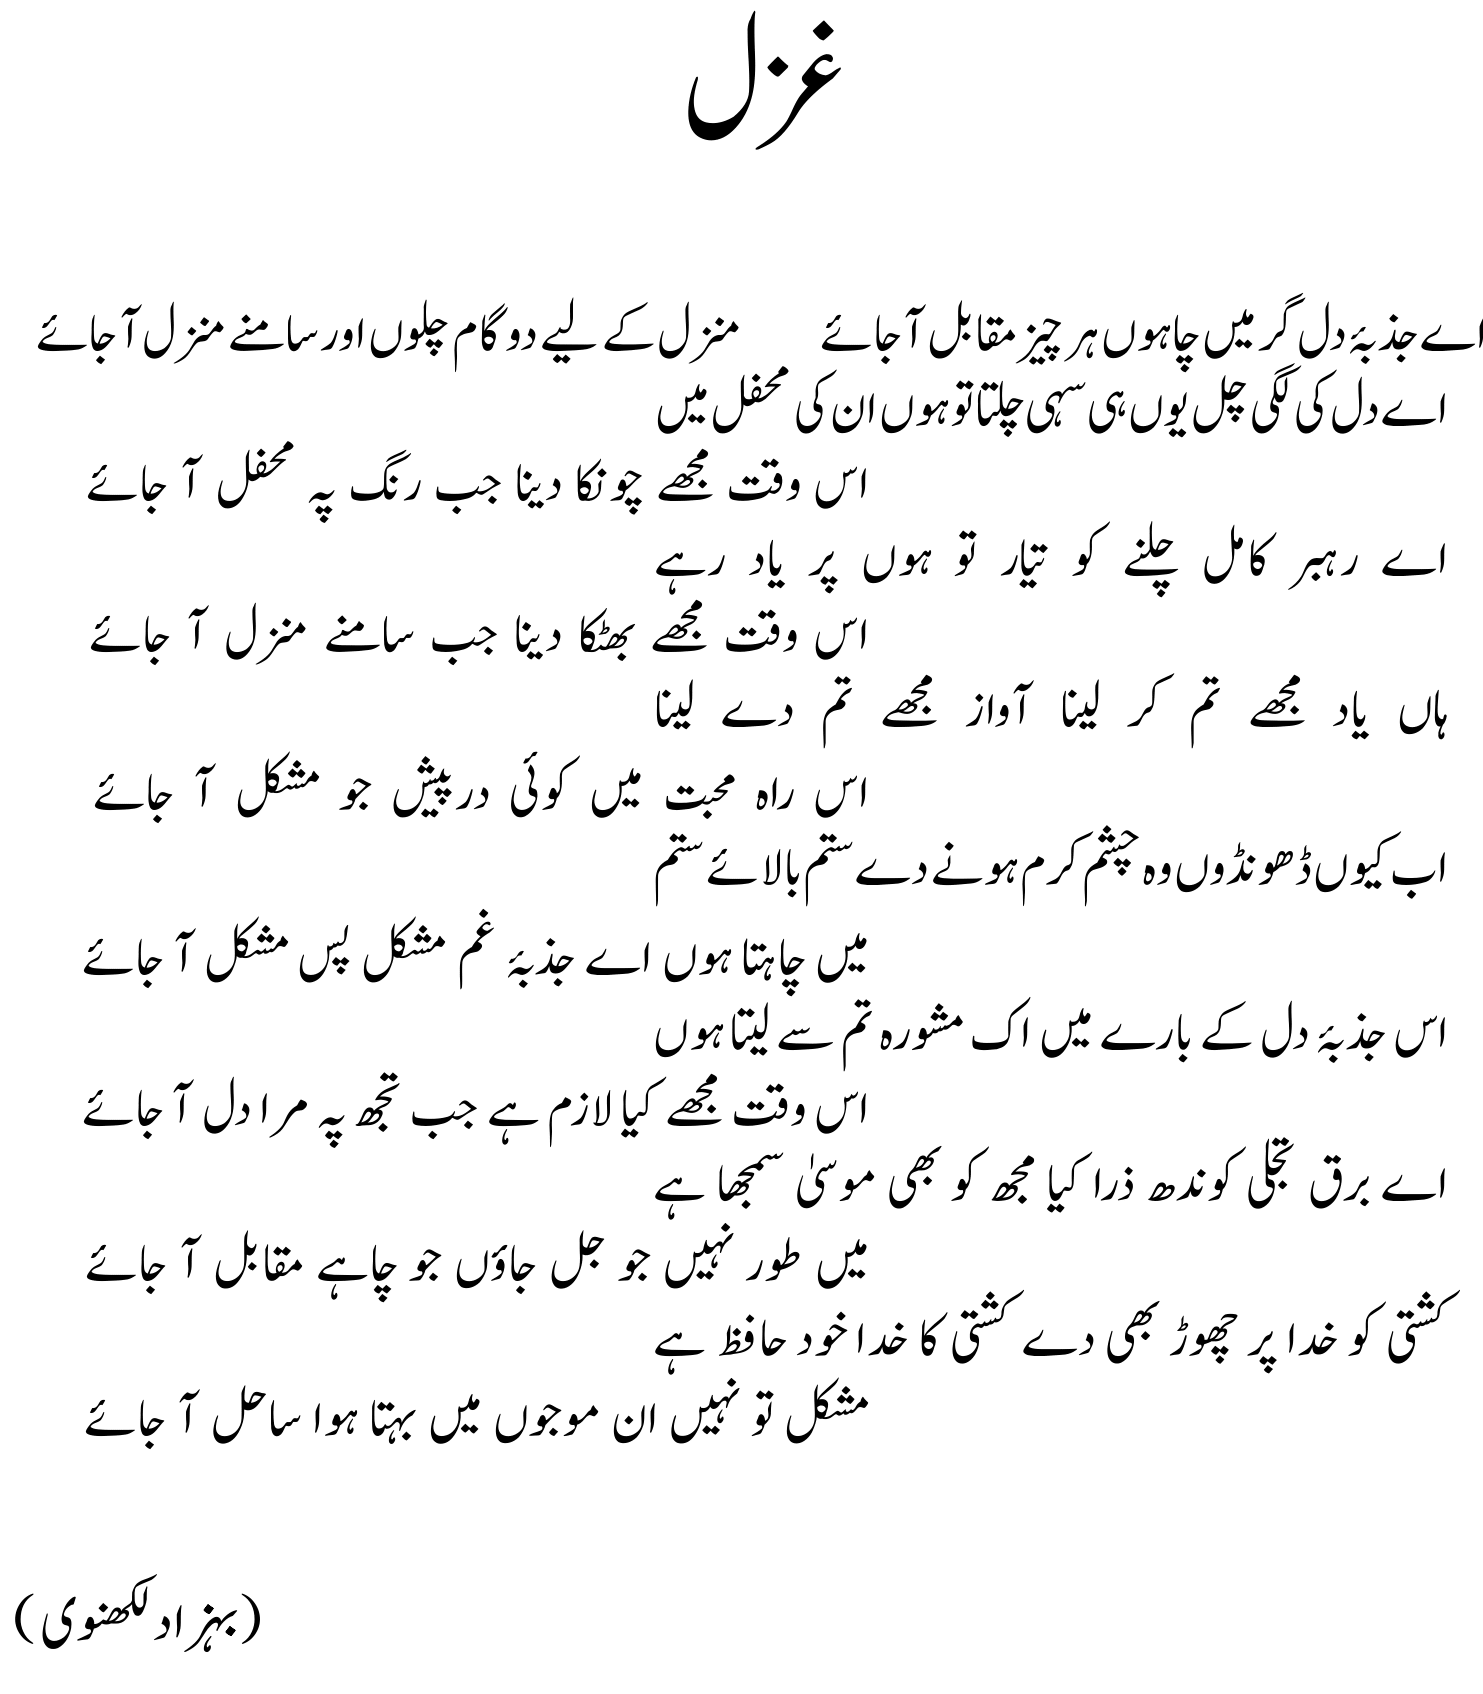 غزل
اے جذبۂ دل گر میں چاہوں ہر چیز مقابل آ جائے منزل کے لیے دو گام چلوں اور سامنے منزل آ جائے
اے دل کی لگی چل یوں ہی سہی چلتا تو ہوں ان کی محفل میں
اس وقت مجھے چونکا دینا جب رنگ پہ محفل آ جائے
اے رہبر کامل چلنے کو تیار تو ہوں پر یاد رہے
اس وقت مجھے بھٹکا دینا جب سامنے منزل آ جائے
ہاں یاد مجھے تم کر لینا آواز مجھے تم دے لینا
اس راہ محبت میں کوئی درپیش جو مشکل آ جائے
اب کیوں ڈھونڈوں وہ چشم کرم ہونے دے ستم بالائے ستم
میں چاہتا ہوں اے جذبۂ غم مشکل پس مشکل آ جائے
اس جذبۂ دل کے بارے میں اک مشورہ تم سے لیتا ہوں
اس وقت مجھے کیا لازم ہے جب تجھ پہ مرا دل آ جائے
اے برق تجلی کوندھ ذرا کیا مجھ کو بھی موسیٰ سمجھا ہے
میں طور نہیں جو جل جاؤں جو چاہے مقابل آ جائے
کشتی کو خدا پر چھوڑ بھی دے کشتی کا خدا خود حافظ ہے
مشکل تو نہیں ان موجوں میں بہتا ہوا ساحل آ جائے
(بہزاد لکھنوی)